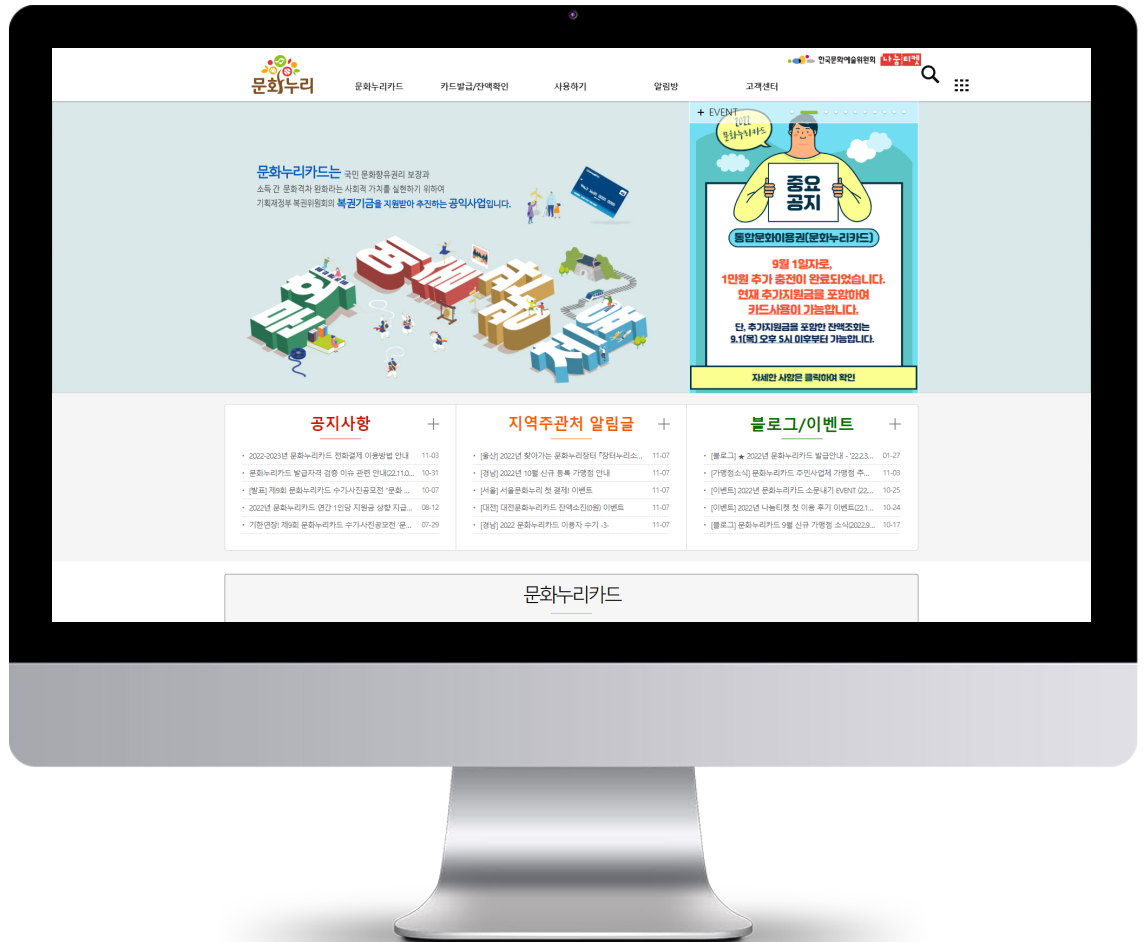 한국문화예술위원회 나눔티켓
문화누리
문화누리카드 카드발급/잔액확인 사용하기 알림방 고객센터
문화누리카드는 국민 문화향유권리 보장과
소득 간 문화격차 완화라는 사회적 가치를 실현하기 위하여
기획재정부 복권위원회의 복권기금을 지원받아 추진하는 공익사업입니다.
문화 예술 관광 체육
+ EVENT
2022
문화누리카드
중요
공지
통합문화이용권(문화누리카드)
9월 1일자로,
1만원 추가 충전이 완료되었습니다.
현재 추가지원금을 포함하여
카드사용이 가능합니다.
단, 추가지원금을 포함한 잔액조회는
9.1(목) 오후 5시 이후부터 가능합니다.
자세한 사항은 클릭하여 확인
공지사항 +
2022-2023년 문화누리카드 전화결제 이용방법 안내 11-03
문화누리카드 발급자격 검증 이슈 관련 안내(22.11.0... 10-31
[발표] 제9회 문화누리카드 수기·사진공모전 "문화 ... 10-07
2022년 문화누리카드 연간 1인당 지원금 상향 지급... 08-12
기한연장! 제9회 문화누리카드 수기·사진공모전 '문... 07-29
지역주관처 알림글 +
[울산] 2022년 찾아가는 문화누리장터 『장터누리소... 11-07
[경남] 2022년 10월 신규 등록 가맹점 안내 11-07
[서울] 서울문화누리 첫 결제! 이벤트 11-07
[대전] 대전문화누리카드 잔액소진(0원) 이벤트 11-07
[경남] 2022 문화누리카드 이용자 수기 -3- 11-07
블로그/이벤트 +
[블로그] ★ 2022년 문화누리카드 발급안내 - '22.2.3... 01-27
[가맹점소식] 문화누리카드 주민사업체 가맹점 추... 11-03
[이벤트] 2022년 문화누리카드 소문내기 EVENT (22... 10-25
[이벤트] 2022년 나눔티켓 첫 이용 후기 이벤트(22.1... 10-24
[블로그] 문화누리카드 9월 신규 가맹점 소식(2022.9... 10-17
문화누리카드